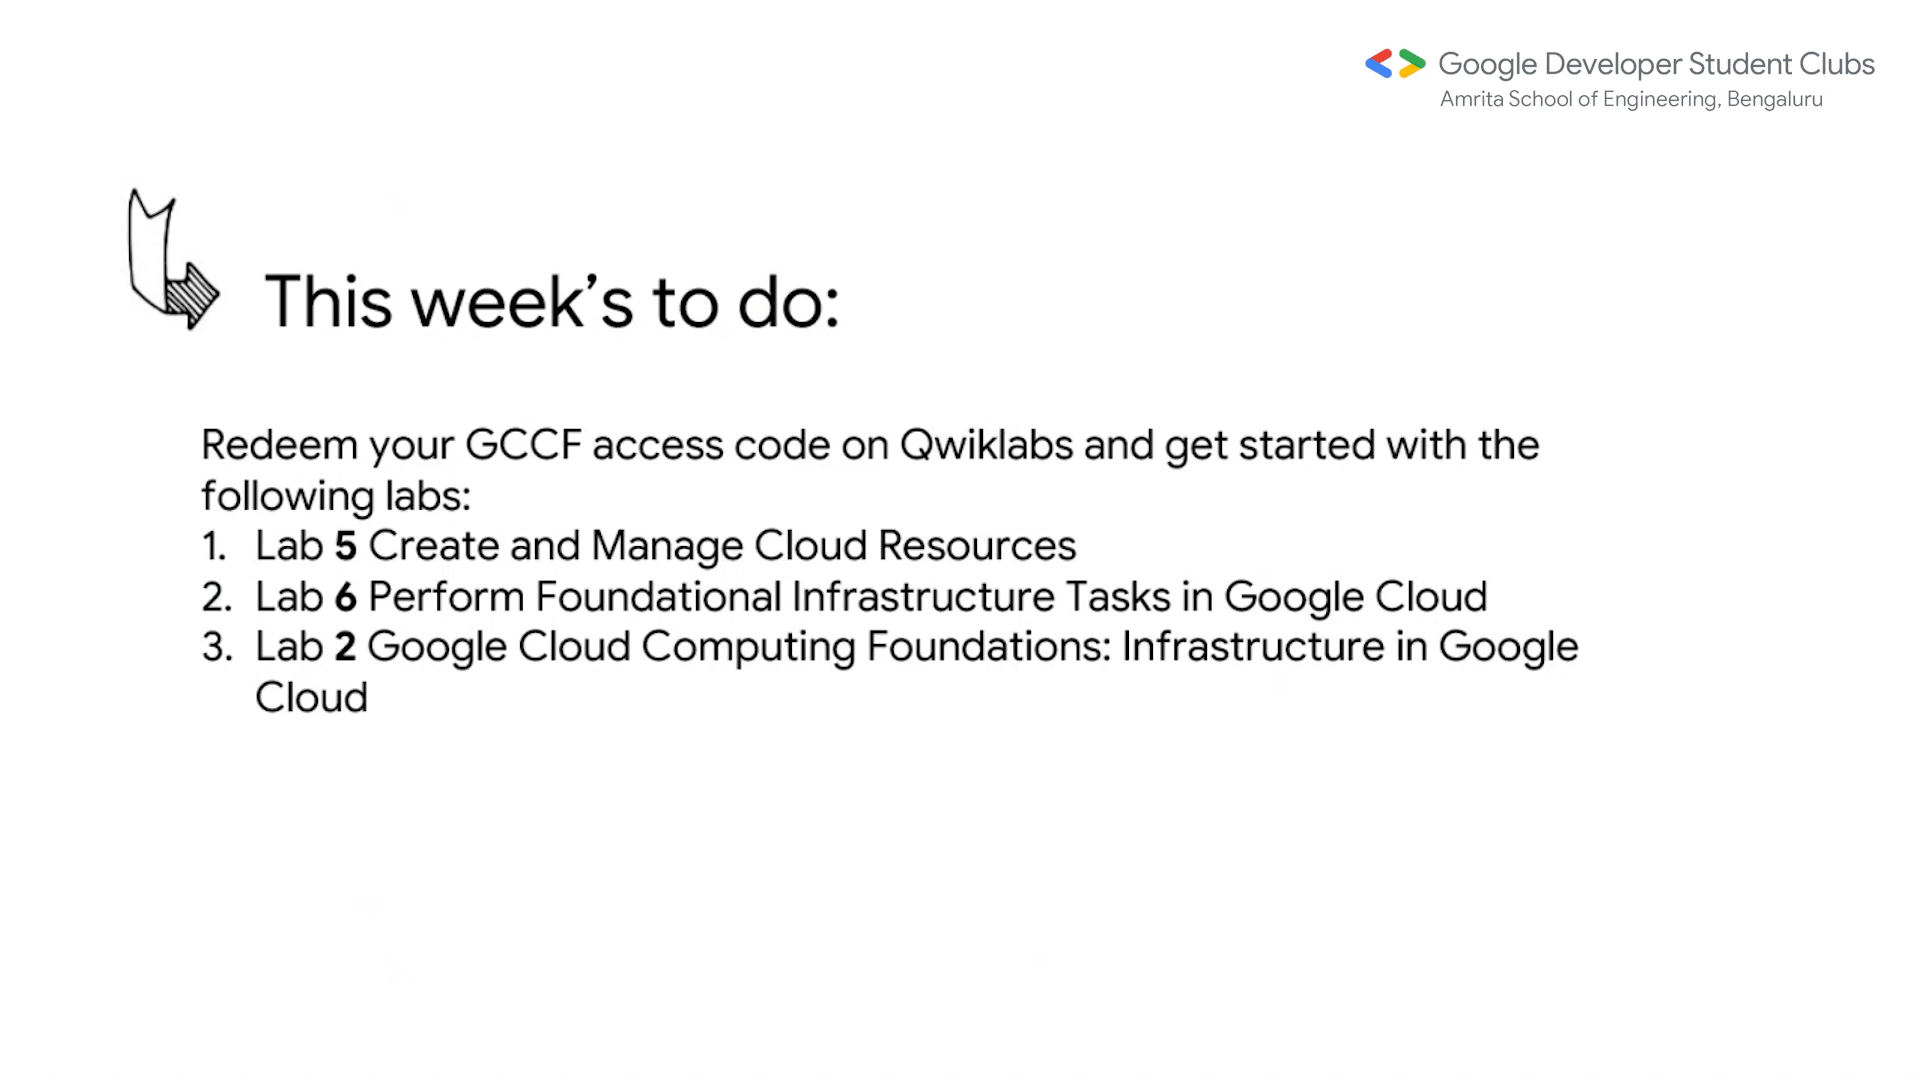 Google Developer Student Clubs
Amrita School of Engineering, Bengaluru
This week’s to do:
Redeem your GCCF access code on Qwiklabs and get started with the
following labs:
1. Lab 5 Create and Manage Cloud Resources
2. Lab 6 Perform Foundational Infrastructure Tasks in Google Cloud
3. Lab 2 Google Cloud Computing Foundations: Infrastructure in Google
Cloud